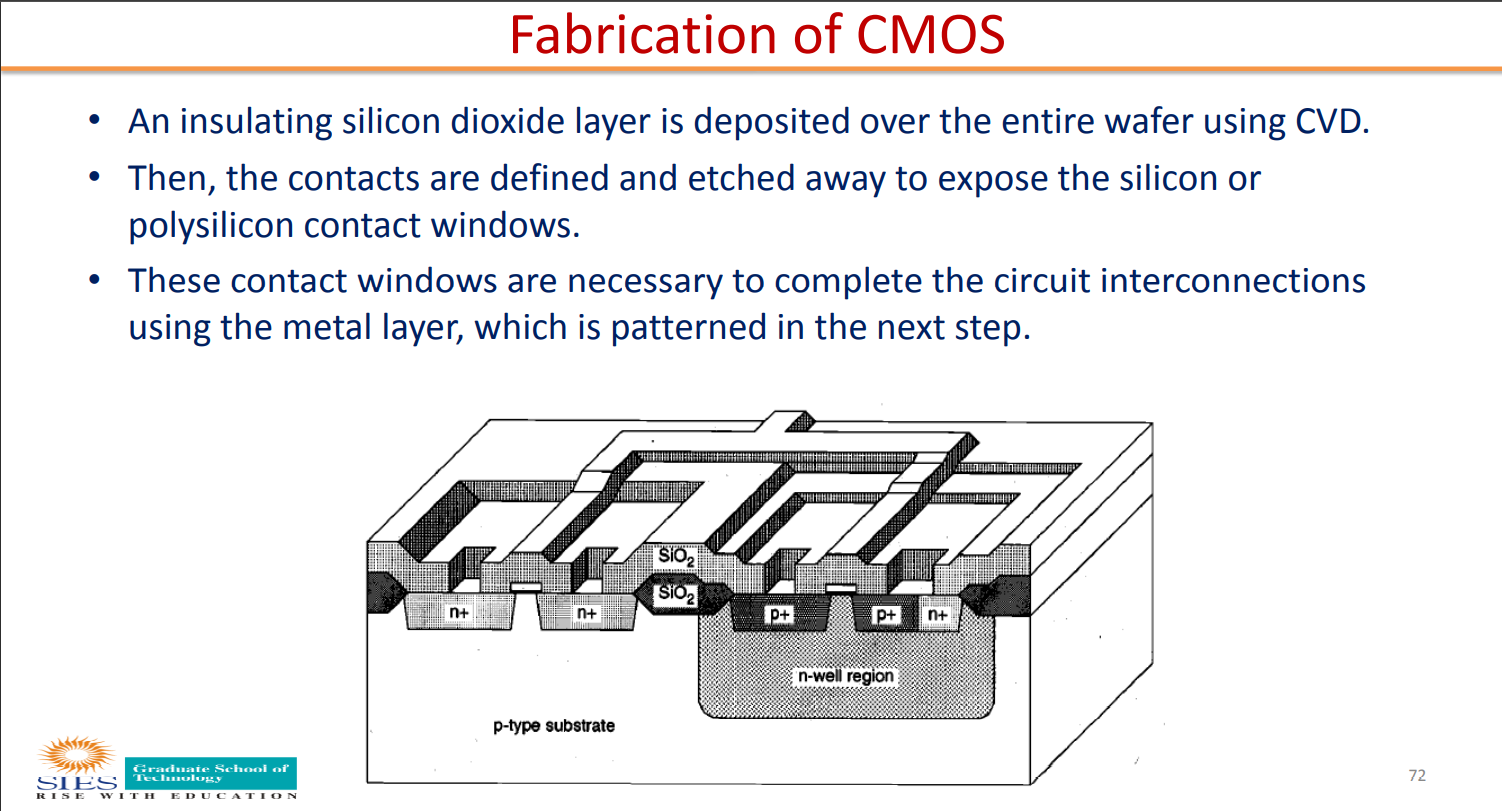 Fabrication of CMOS
• An insulating silicon dioxide layer is deposited over the entire wafer using CVD.
• Then, the contacts are defined and etched away to expose the silicon or
polysilicon contact windows.
• These contact windows are necessary to complete the circuit interconnections
using the metal layer, which is patterned in the next step.
SiO2
SiO2
n+ n+ p+ p+ n+
n-well region
p-type substrate
SIES Graduate School of
Technology
RISE WITH EDUCATION
72